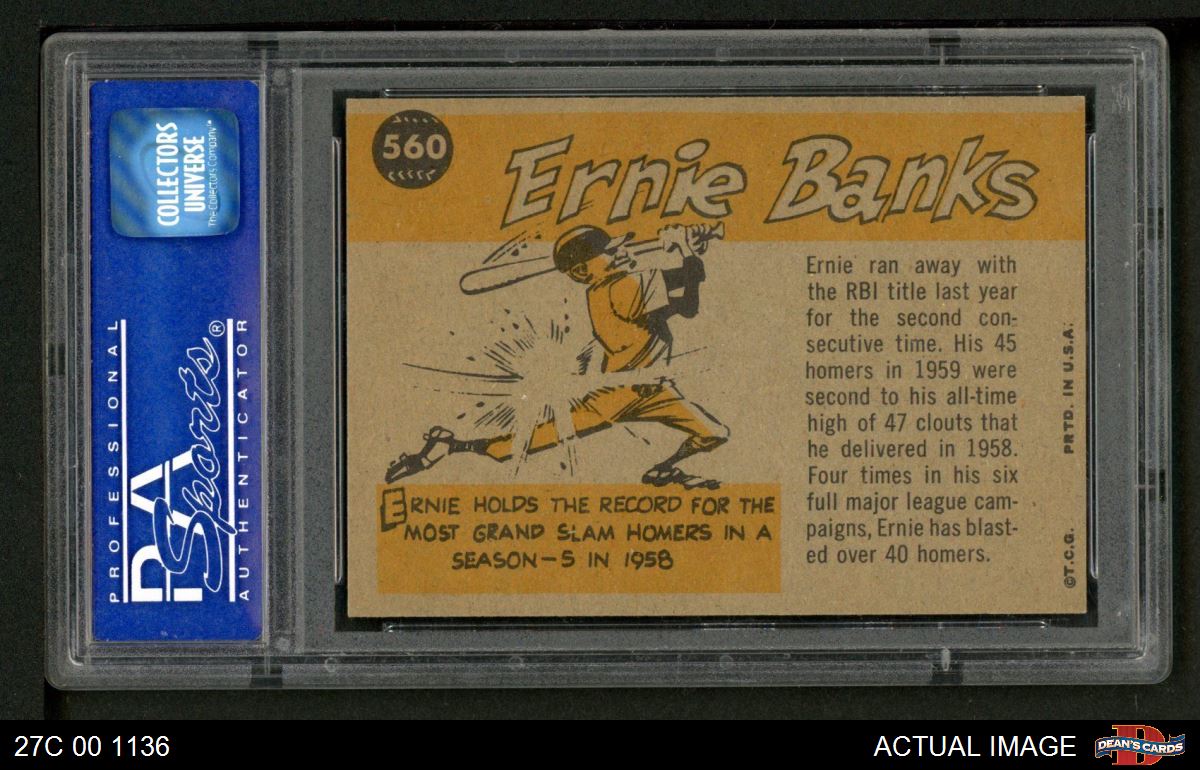 COLLECTORS
UNIVERSE
The Collectors Company
PROFESSIONAL
PSA
Sports®
AUTHENTICATOR
560
Ernie Banks
Ernie ran away with
the RBI title last year
for the second con-
secutive time. His 45
homers in 1959 were
second to his all-time
high of 47 clouts that
he delivered in 1958.
Four times in his six
full major league cam-
paigns, Ernie has blast-
ed over 40 homers.
ERNIE HOLDS THE RECORD FOR THE
MOST GRAND SLAM HOMERS IN A
SEASON—5 IN 1958
©T.C.G. PRTD. IN U.S.A.
27C 00 1136
ACTUAL IMAGE
D
DEAN'S CARDS